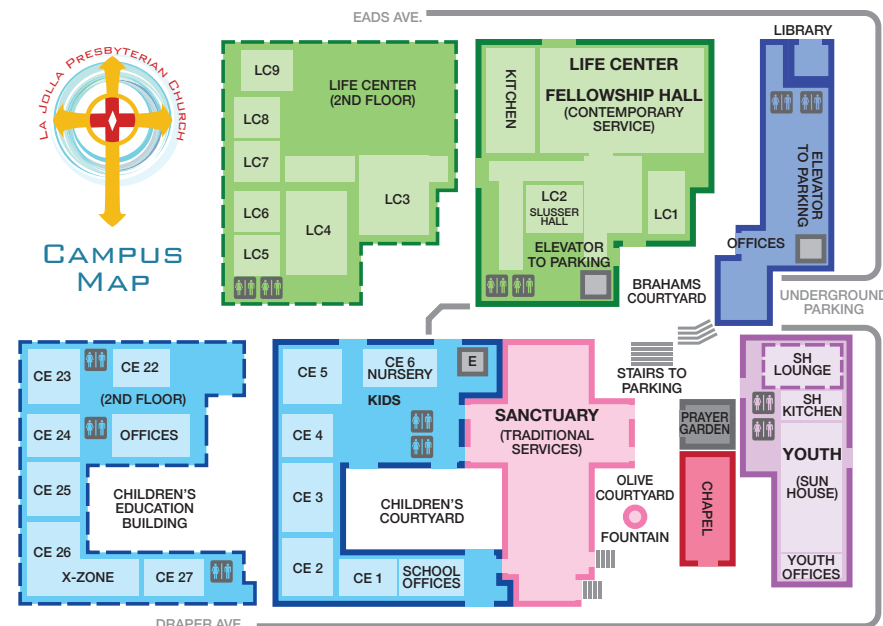 EADS AVE.
LA JOLLA PRESBYTERIAN CHURCH
CAMPUS
MAP
LC9
LC8
LC7
LC6
LC5
LIFE CENTER
(2ND FLOOR)
LC4
LC3
KITCHEN
LIFE CENTER
FELLOWSHIP HALL
(CONTEMPORARY
SERVICE)
LC2
SLUSSER
HALL
LC1
ELEVATOR
TO PARKING
LIBRARY
ELEVATOR
TO PARKING
OFFICES
BRAHAMS
COURTYARD
UNDERGROUND
PARKING
STAIRS TO
PARKING
CE 23
CE 22
(2ND FLOOR)
CE 24
OFFICES
CE 25
CHILDREN'S
EDUCATION
BUILDING
CE 26
X-ZONE
CE 27
CE 5
CE 6
NURSERY
E
KIDS
CE 4
CE 3
CHILDREN'S
COURTYARD
CE 2
CE 1
SCHOOL
OFFICES
SANCTUARY
(TRADITIONAL
SERVICES)
OLIVE
COURTYARD
FOUNTAIN
PRAYER
GARDEN
CHAPEL
SH
LOUNGE
SH
KITCHEN
YOUTH
(SUN
HOUSE)
YOUTH
OFFICES
DRAPER AVE.